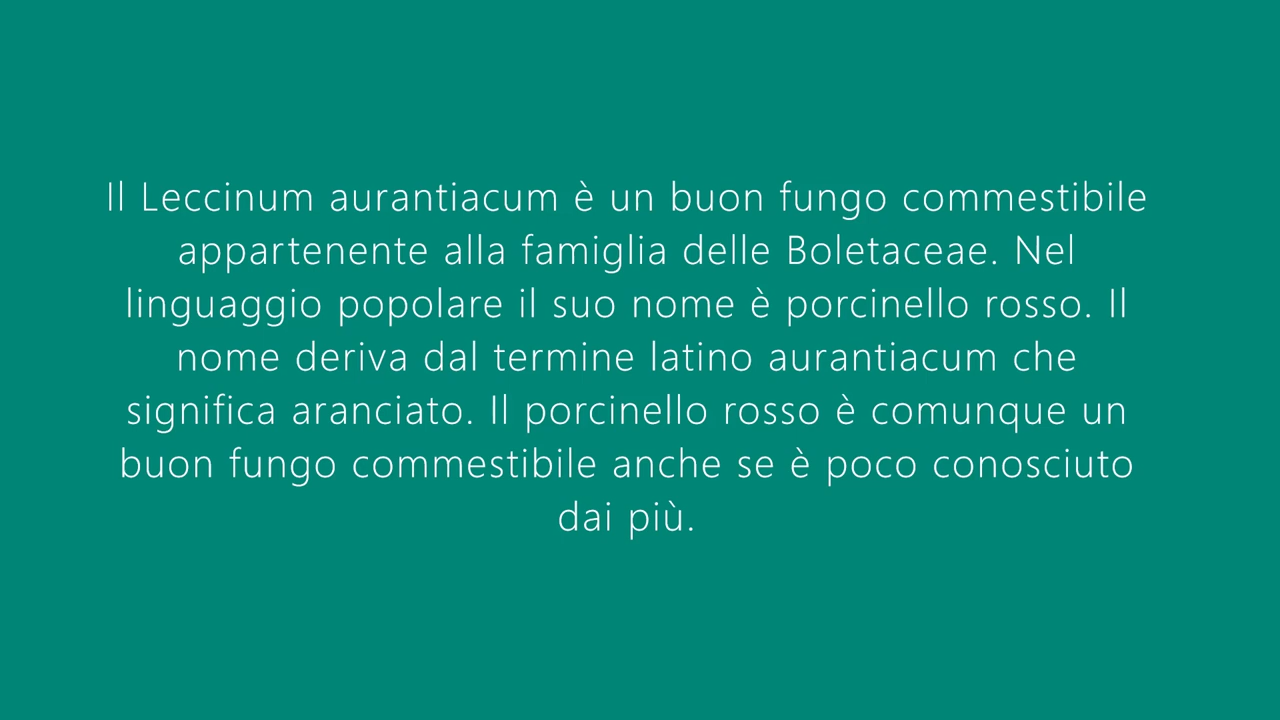 Il Leccinum aurantiacum è un buon fungo commestibile
appartenente alla famiglia delle Boletaceae. Nel
linguaggio popolare il suo nome è porcinello rosso. Il
nome deriva dal termine latino aurantiacum che
significa aranciato. Il porcinello rosso è comunque un
buon fungo commestibile anche se è poco conosciuto
dai più.